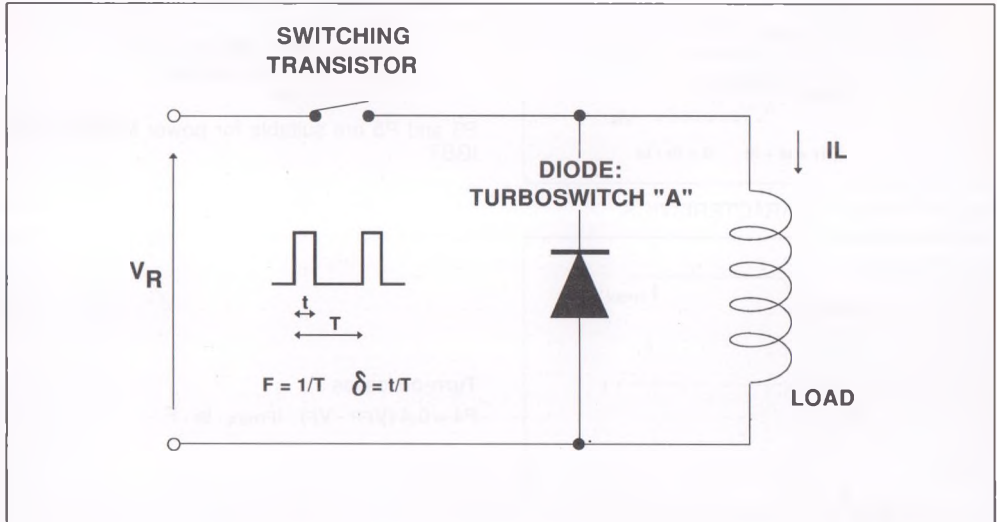 SWITCHING
TRANSISTOR
IL
DIODE:
TURBOSWITCH "A"
VR
t
T
F = 1/T δ = t/T
LOAD